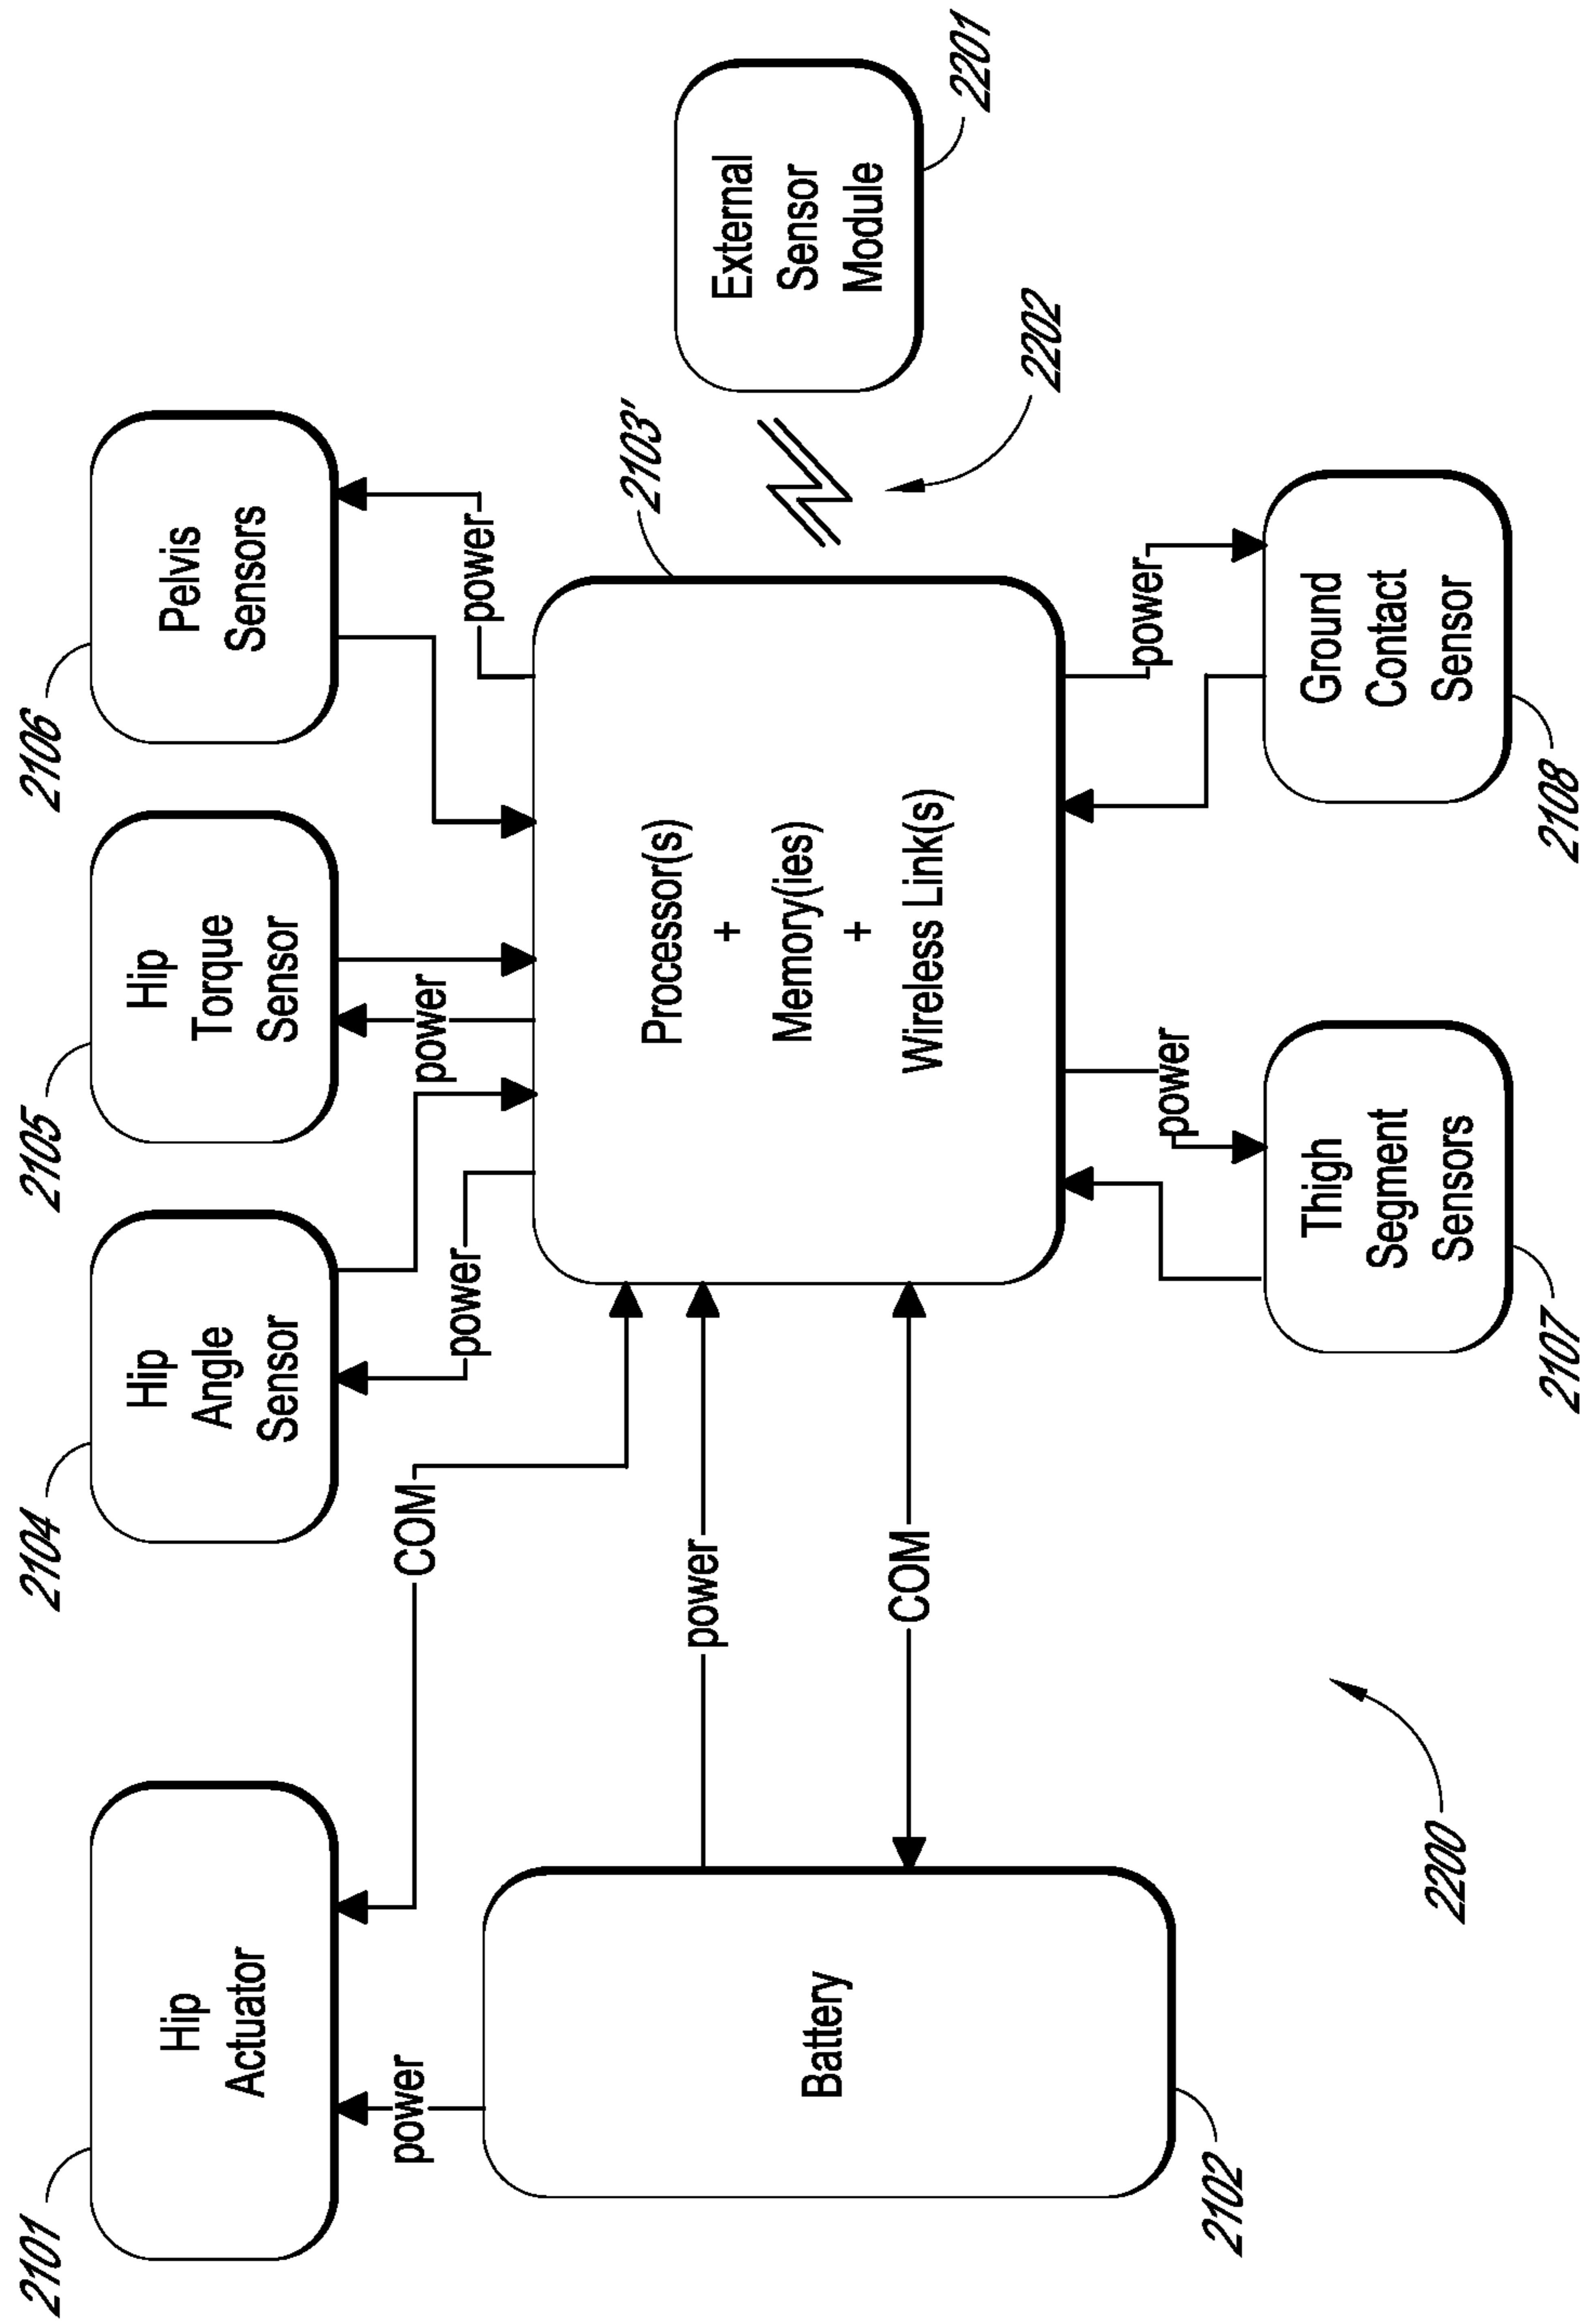 2101
Hip
Actuator
2104
Hip
Angle
Sensor
2105
Hip
Torque
Sensor
2106
Pelvis
Sensors
power
COM
power
power
power
2102
Battery
power
COM
2103'
Processor(s)
+
Memory(ies)
+
Wireless Link(s)
2202
External
Sensor
Module
2201
power
power
2107
Thigh
Segment
Sensors
2108
Ground
Contact
Sensor
2200